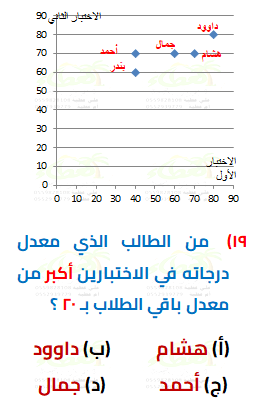 الاختبار الثاني
90
80
70
60
50
40
30
20
10
0
داوود
جمال
هشام
أحمد
بندر
الاختبار
الأول
0 10 20 30 40 50 60 70 80 90
١٩) من الطالب الذي معدل
درجاته في الاختبارين أكبر من
معدل باقي الطلاب بـ ٢٠ ؟
(أ) هشام (ب) داوود
(ج) أحمد (د) جمال